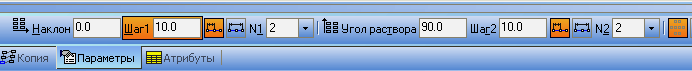 Наклон 0.0 Шаг1 10.0 N1 2 Угол раствора 90.0 Шаг2 10.0 N2 2
Копия Параметры Атрибуты